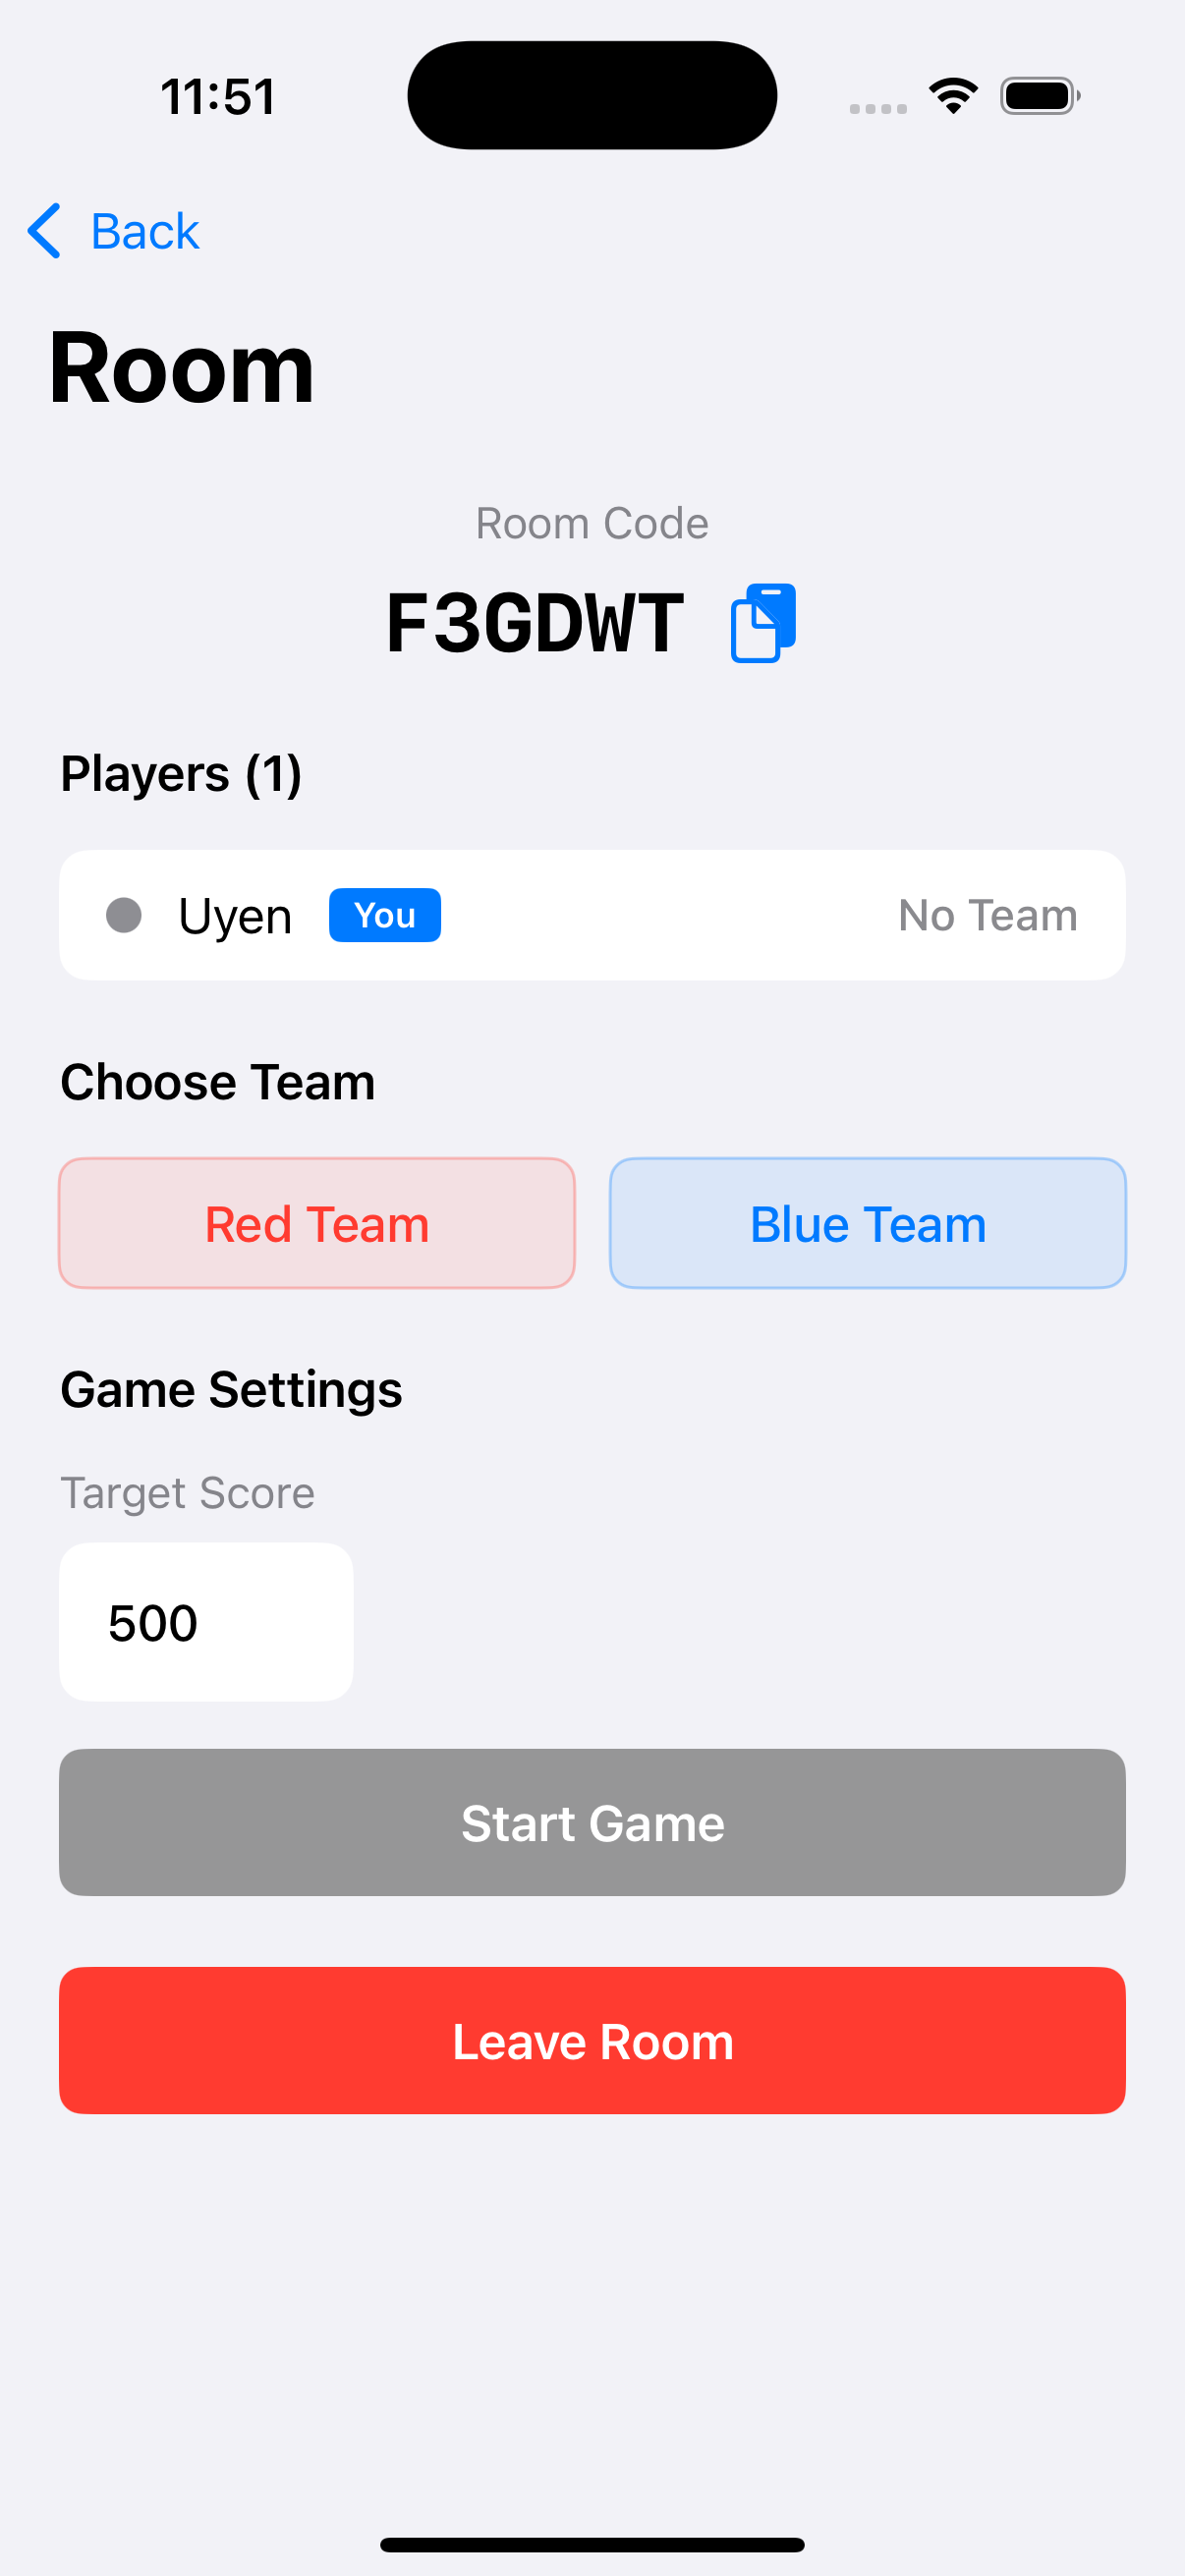 11:51
Back
Room
Room Code
F3GDWT
Players (1)
Uyen You No Team
Choose Team
Red Team Blue Team
Game Settings
Target Score
500
Start Game
Leave Room